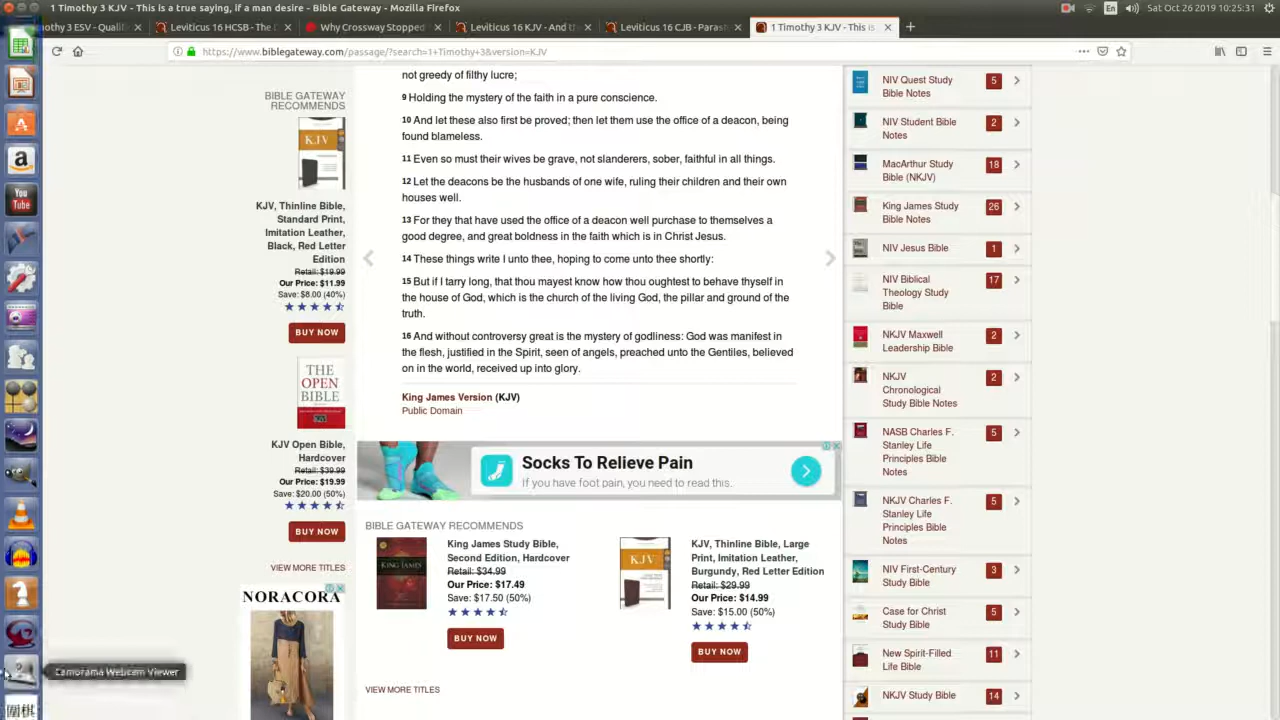 1 Timothy 3 KJV - This is a true saying, if a man desire - Bible Gateway - Mozilla Firefox
En
Sat Oct 26 2019 10:25:31
othy 3 ESV - Quali
Leviticus 16 HCSB - The L
Why Crossway Stopped
Leviticus 16 KJV - And th
Leviticus 16 CJB - Parash
1 Timothy 3 KJV - This is
https://www.biblegateway.com/passage/?search=1+Timothy+3&version=KJV
BIBLE GATEWAY
RECOMMENDS
KJV
KJV, Thinline Bible,
Standard Print,
Imitation Leather,
Black, Red Letter
Edition
Retail: $19.99
Our Price: $11.99
Save: $8.00 (40%)
BUY NOW
THE
OPEN
BIBLE
KJV Open Bible,
Hardcover
Retail: $39.99
Our Price: $19.99
Save: $20.00 (50%)
BUY NOW
VIEW MORE TITLES
NORACORA
You
Tube
Camorama Webcam Viewer
not greedy of filthy lucre;
9 Holding the mystery of the faith in a pure conscience.
10 And let these also first be proved; then let them use the office of a deacon, being
found blameless.
11 Even so must their wives be grave, not slanderers, sober, faithful in all things.
12 Let the deacons be the husbands of one wife, ruling their children and their own
houses well.
13 For they that have used the office of a deacon well purchase to themselves a
good degree, and great boldness in the faith which is in Christ Jesus.
14 These things write I unto thee, hoping to come unto thee shortly:
15 But if I tarry long, that thou mayest know how thou oughtest to behave thyself in
the house of God, which is the church of the living God, the pillar and ground of the
truth.
16 And without controversy great is the mystery of godliness: God was manifest in
the flesh, justified in the Spirit, seen of angels, preached unto the Gentiles, believed
on in the world, received up into glory.
King James Version (KJV)
Public Domain
Socks To Relieve Pain
If you have foot pain, you need to read this.
BIBLE GATEWAY RECOMMENDS
KING JAMES
King James Study Bible,
Second Edition, Hardcover
Retail: $34.99
Our Price: $17.49
Save: $17.50 (50%)
BUY NOW
KJV
KJV, Thinline Bible, Large
Print, Imitation Leather,
Burgundy, Red Letter Edition
Retail: $29.99
Our Price: $14.99
Save: $15.00 (50%)
BUY NOW
VIEW MORE TITLES
NIV Quest Study
Bible Notes
5
NIV Student Bible
Notes
2
MacArthur Study
Bible (NKJV)
18
King James Study
Bible Notes
26
NIV Jesus Bible
1
NIV Biblical
Theology Study
Bible
17
NKJV Maxwell
Leadership Bible
2
NKJV
Chronological
Study Bible Notes
2
NASB Charles F.
Stanley Life
Principles Bible
Notes
5
NKJV Charles F.
Stanley Life
Principles Bible
Notes
5
NIV First-Century
Study Bible
3
Case for Christ
Study Bible
5
New Spirit-Filled
Life Bible
11
NKJV Study Bible
14